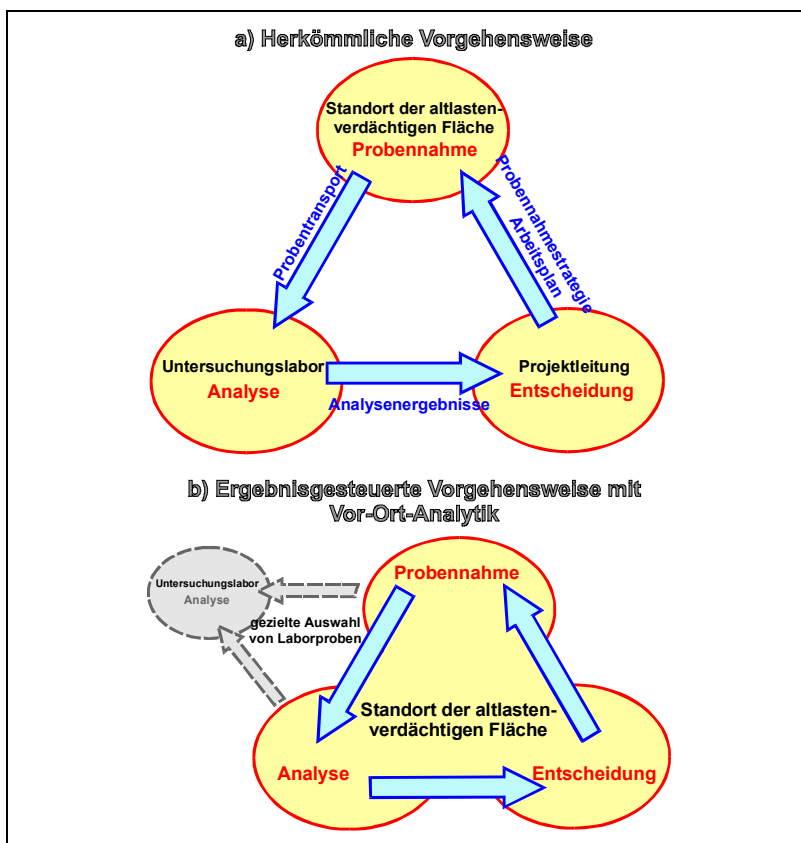 a) Herkömmliche Vorgehensweise
Standort der altlasten-
verdächtigen Fläche
Probennahme
Probentransport
Probennahmestrategie
Arbeitsplan
Untersuchungslabor
Analyse
Projektleitung
Entscheidung
Analysenergebnisse
b) Ergebnisgesteuerte Vorgehensweise mit
Vor-Ort-Analytik
Probennahme
Untersuchungslabor
Analyse
gezielte Auswahl
von Laborproben
Standort der altlasten-
verdächtigen Fläche
Analyse
Entscheidung